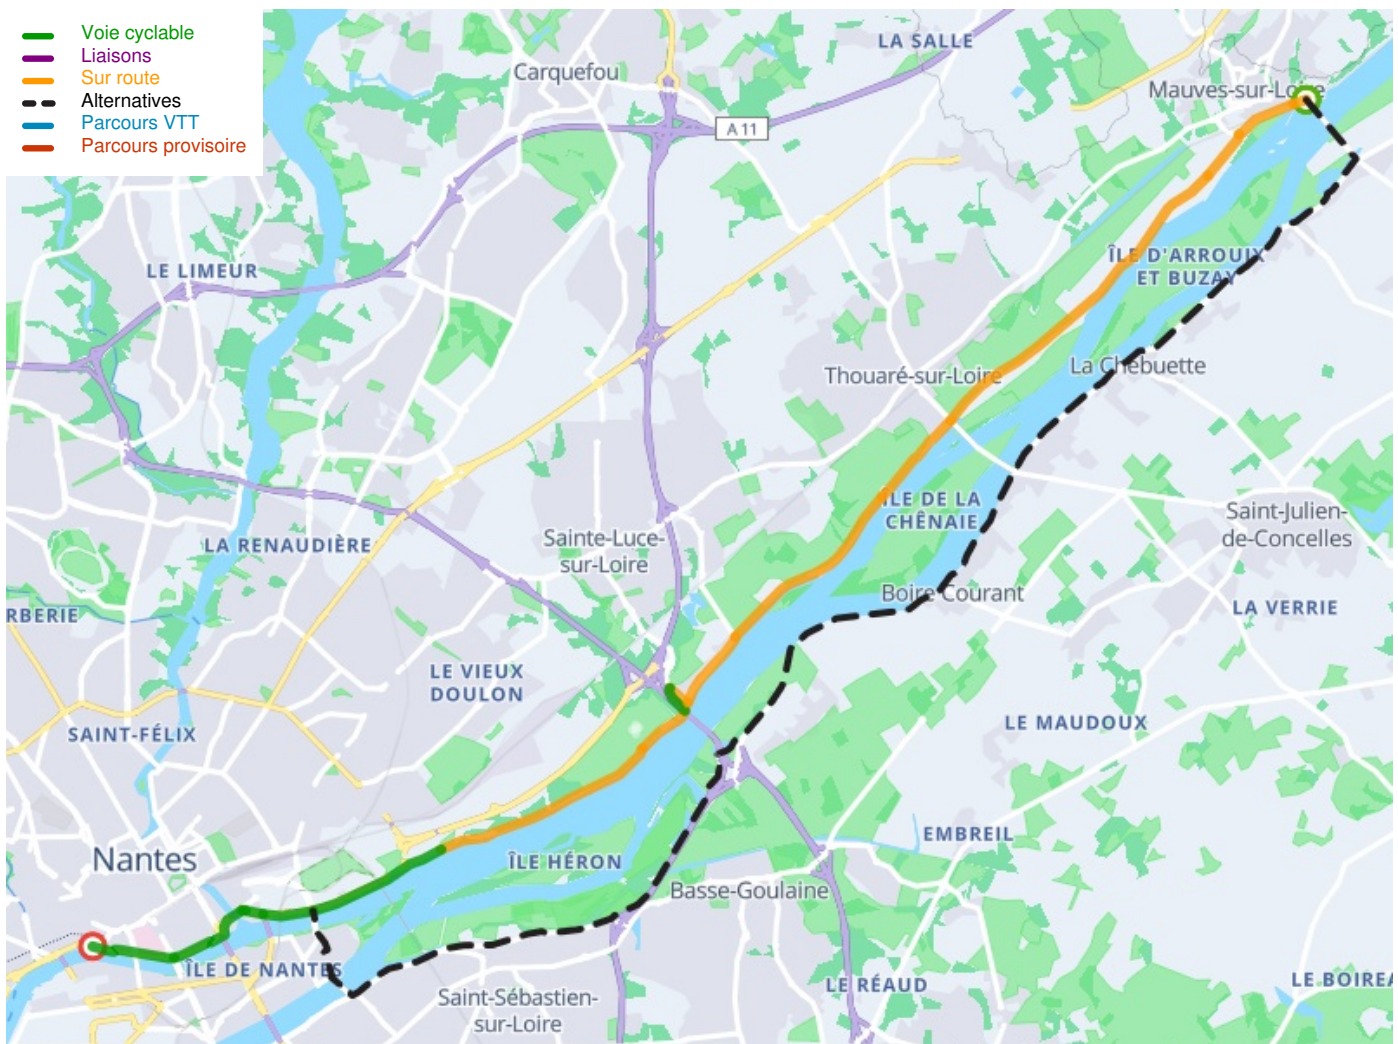 Voie cyclable
Liaisons
Sur route
Alternatives
Parcours VTT
Parcours provisoire
LA SALLE
Carquefou
Mauves-sur-Loire
A 11
LE LIMEUR
ÎLE D'ARROUIX
ET BUZAY
La Chebuette
Thouaré-sur-Loire
ÎLE DE LA
CHÊNAIE
Saint-Julien-
de-Concelles
Sainte-Luce-
sur-Loire
LA RENAUDIÈRE
Boire Courant
LA VERRIE
RBERIE
LE VIEUX
DOULON
LE MAUDOUX
SAINT-FÉLIX
EMBREIL
Nantes
ÎLE HÉRON
Basse-Goulaine
ÎLE DE NANTES
LE RÉAUD
LE BOIREA
Saint-Sébastien-
sur-Loire